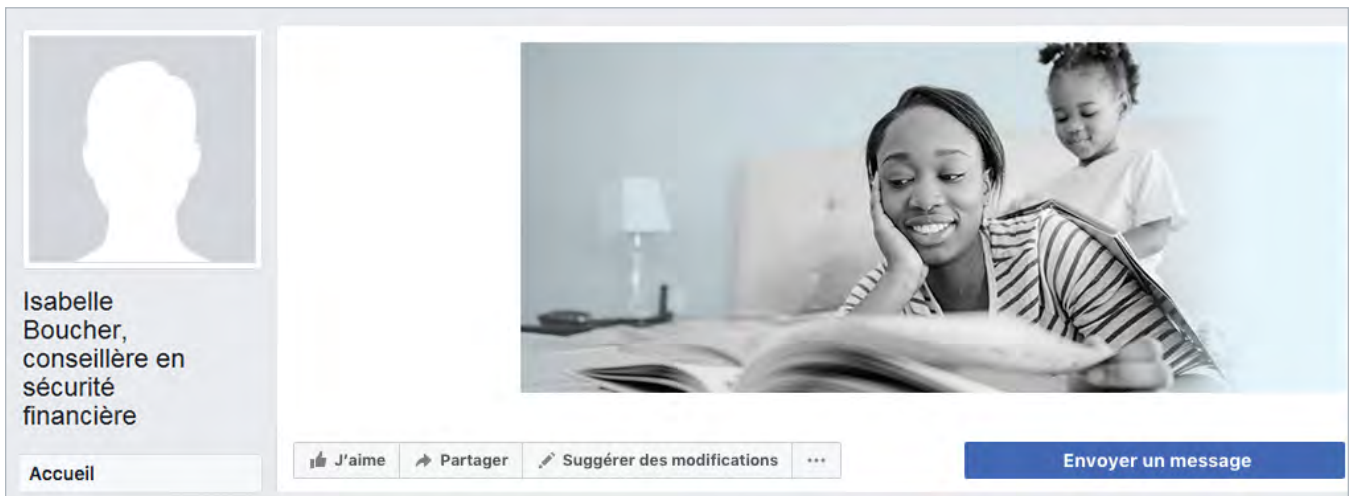 Isabelle
Boucher,
conseillère en
sécurité
financière
Accueil
J'aime
Partager
Suggérer des modifications
...
Envoyer un message